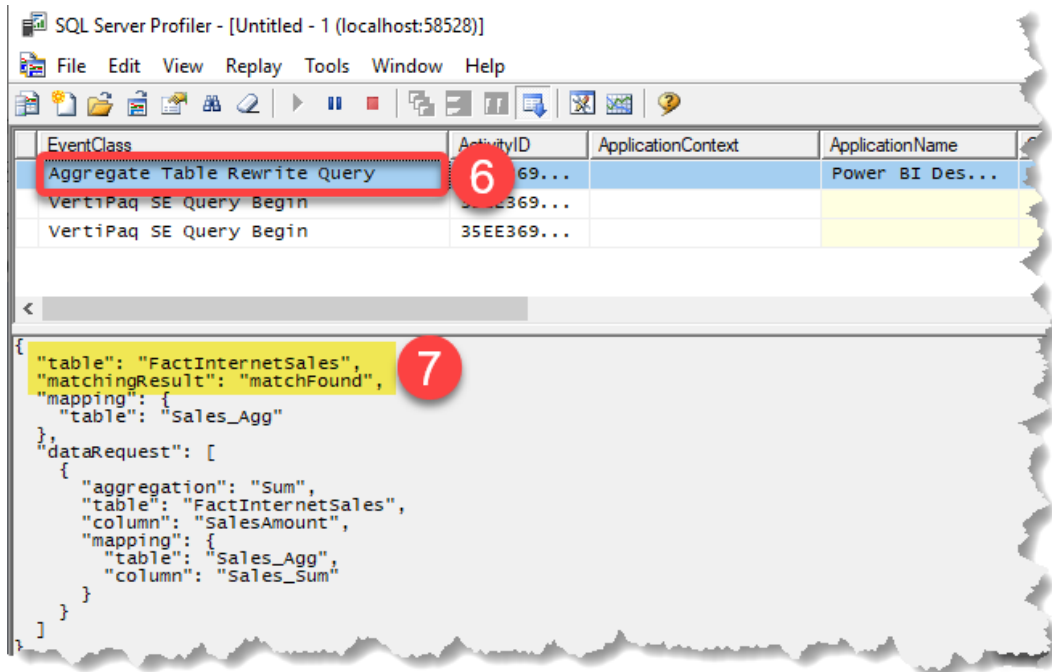 SQL Server Profiler - [Untitled - 1 (localhost:58528)]
File Edit View Replay Tools Window Help
EventClass ActivityID ApplicationContext ApplicationName
Aggregate Table Rewrite Query 6 69... Power BI Des...
VertiPaq SE Query Begin 369...
VertiPaq SE Query Begin 35EE369...
{
"table": "FactInternetSales",
"matchingResult": "matchFound", 7
"mapping": {
"table": "Sales_Agg"
},
"dataRequest": [
{
"aggregation": "Sum",
"table": "FactInternetSales",
"column": "SalesAmount",
"mapping": {
"table": "Sales_Agg",
"column": "Sales_Sum"
}
}
]
}